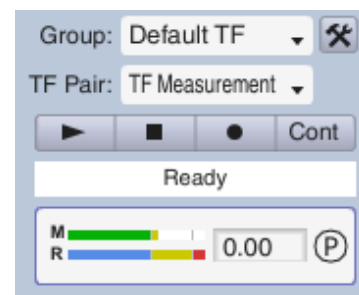 Group: Default TF
TF Pair: TF Measurement
Cont
Ready
M
R 0.00 P